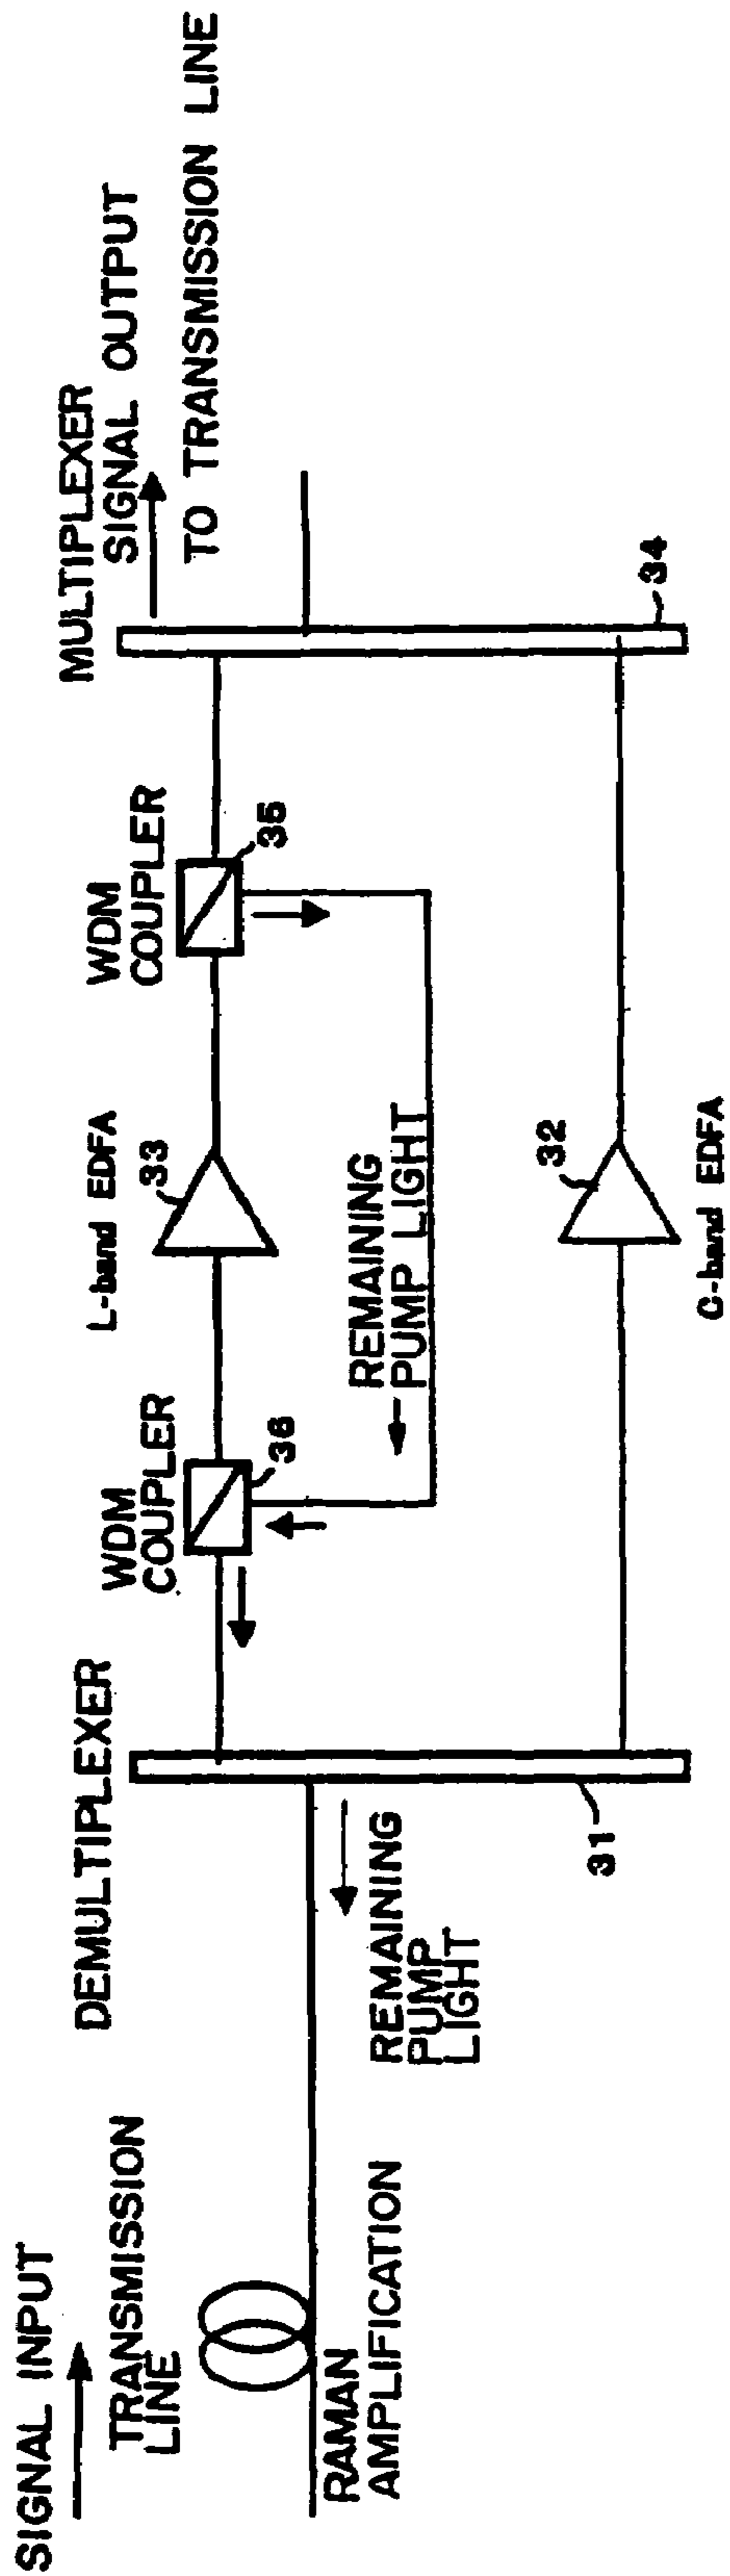 SIGNAL INPUT
TRANSMISSION
LINE
RAMAN
AMPLIFICATION
DEMULTIPLEXER
REMAINING
PUMP
LIGHT
31
WDM
COUPLER
36
L-band EDFA
33
REMAINING
PUMP LIGHT
WDM
COUPLER
35
32
C-band EDFA
MULTIPLEXER
SIGNAL OUTPUT
TO TRANSMISSION LINE
34